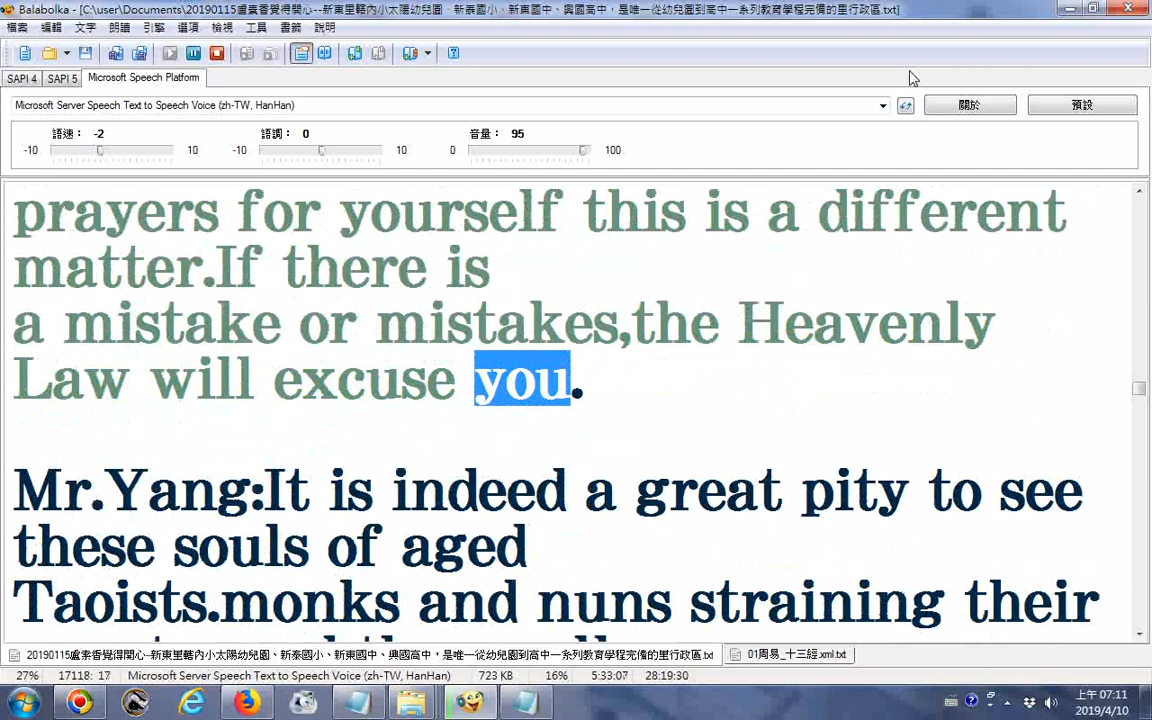 Balabolka - [C:\user\Documents\20190115盧素香覺得開心--新東里轄內小太陽幼兒園、新泰國小、新東國中、興國高中，是唯一從幼兒園到高中一系列教育學程完備的里行政區.txt]
檔案 編輯 文字 朗讀 引擎 選項 檢視 工具 書籤 說明
SAPI 4 SAPI 5 Microsoft Speech Platform
Microsoft Server Speech Text to Speech Voice (zh-TW, HanHan) 關於 預設
語速： -2 語調： 0 音量： 95
-10 10 -10 10 0 100
prayers for yourself this is a different
matter.If there is
a mistake or mistakes,the Heavenly
Law will excuse you.
Mr.Yang:It is indeed a great pity to see
these souls of aged
Taoists.monks and nuns straining their
20190115盧素香覺得開心--新東里轄內小太陽幼兒園、新泰國小、新東國中、興國高中，是唯一從幼兒園到高中一系列教育學程完備的里行政區.txt 01周易_十三經.xml.txt
27% 17118: 17 Microsoft Server Speech Text to Speech Voice (zh-TW, HanHan) 723 KB 16% 5:33:07 28:19:30
上午 07:11
2019/4/10